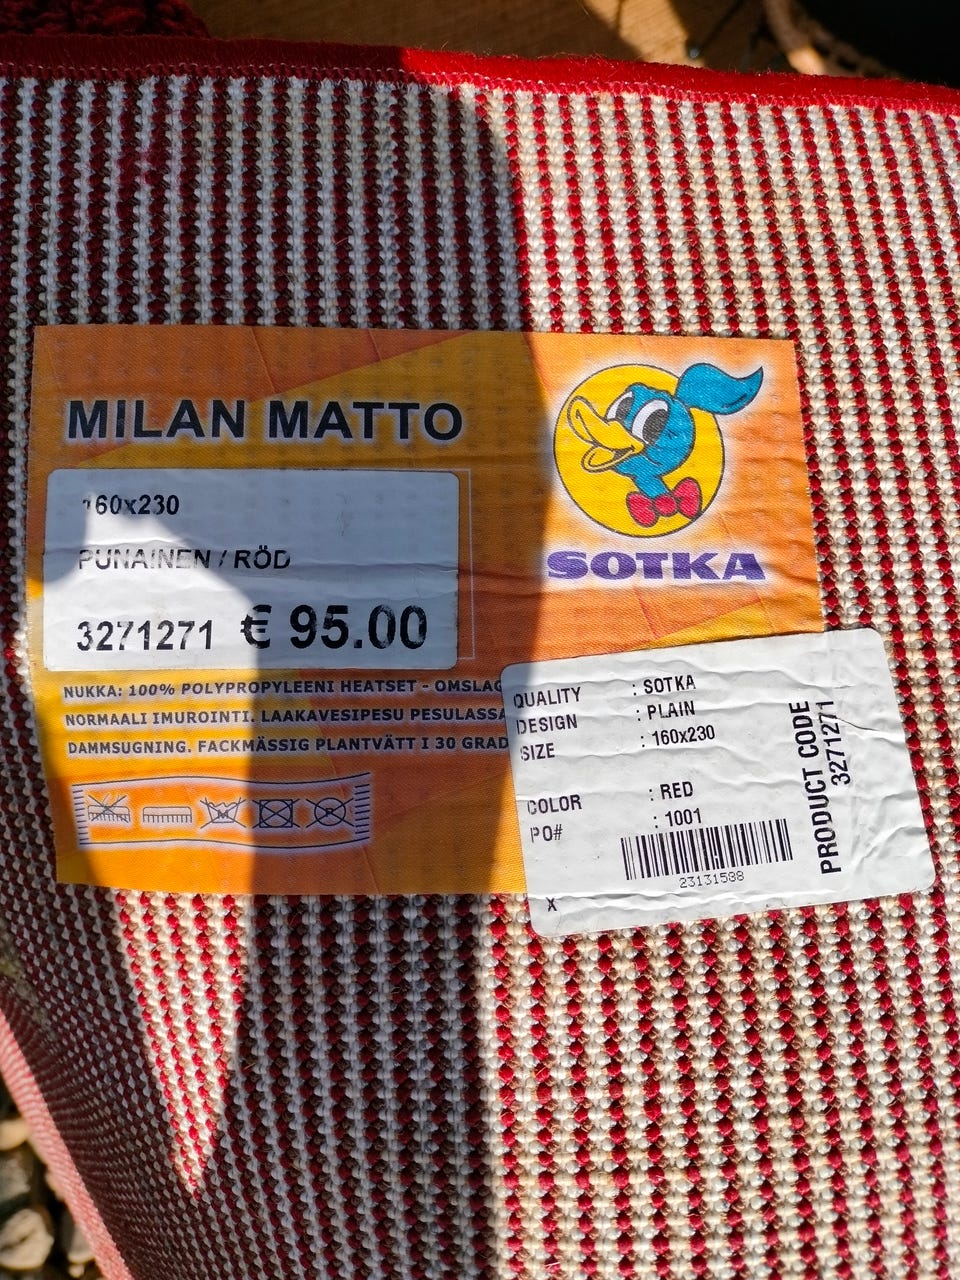 MILAN MATTO
160x230
PUNAINEN / RÖD
3271271 € 95.00
SOTKA
NUKKA: 100% POLYPROPYLEENI HEATSET - OMSLAG
NORMAALI IMUROINTI. LAAKAVESIPESU PESULASSA
DAMMSUGNING. FACKMÄSSIG PLANTVÄTT I 30 GRAD
QUALITY : SOTKA
DESIGN : PLAIN
SIZE : 160x230
COLOR : RED
PO# : 1001
23131588
X
PRODUCT CODE
3271271